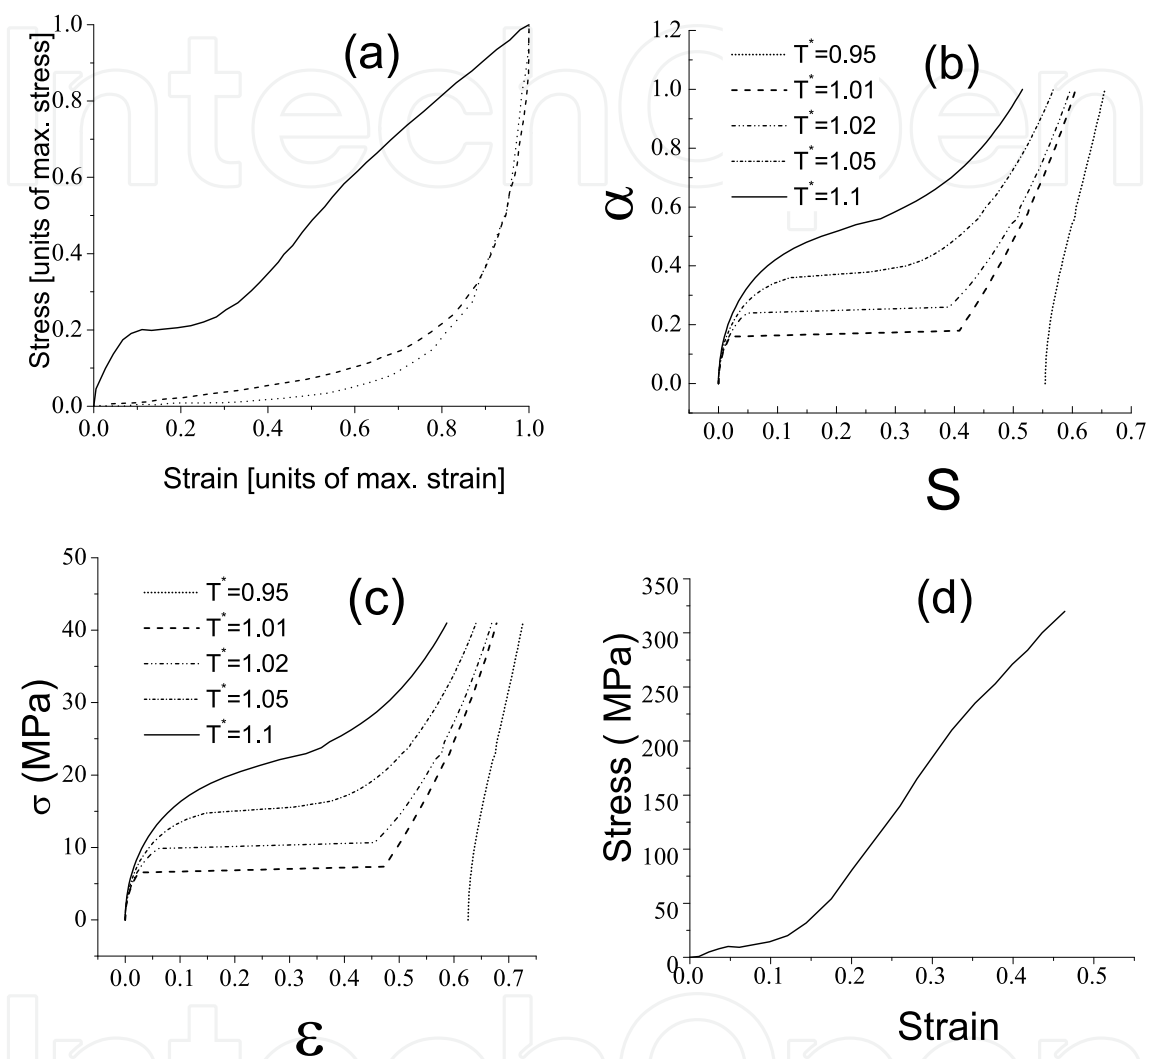 IntechOpen
(a)
Stress [units of max. stress]
1.0
0.8
0.6
0.4
0.2
0.0
0.0 0.2 0.4 0.6 0.8 1.0
Strain [units of max. strain]
(b)
T*=0.95
T*=1.01
T*=1.02
T*=1.05
T*=1.1
α
1.2
1.0
0.8
0.6
0.4
0.2
0.0
0.0 0.1 0.2 0.3 0.4 0.5 0.6 0.7
S
(c)
T*=0.95
T*=1.01
T*=1.02
T*=1.05
T*=1.1
σ (MPa)
50
40
30
20
10
0
0.0 0.1 0.2 0.3 0.4 0.5 0.6 0.7
ε
(d)
Stress ( MPa)
350
300
250
200
150
100
50
0
0.0 0.1 0.2 0.3 0.4 0.5
Strain
IntechOpen